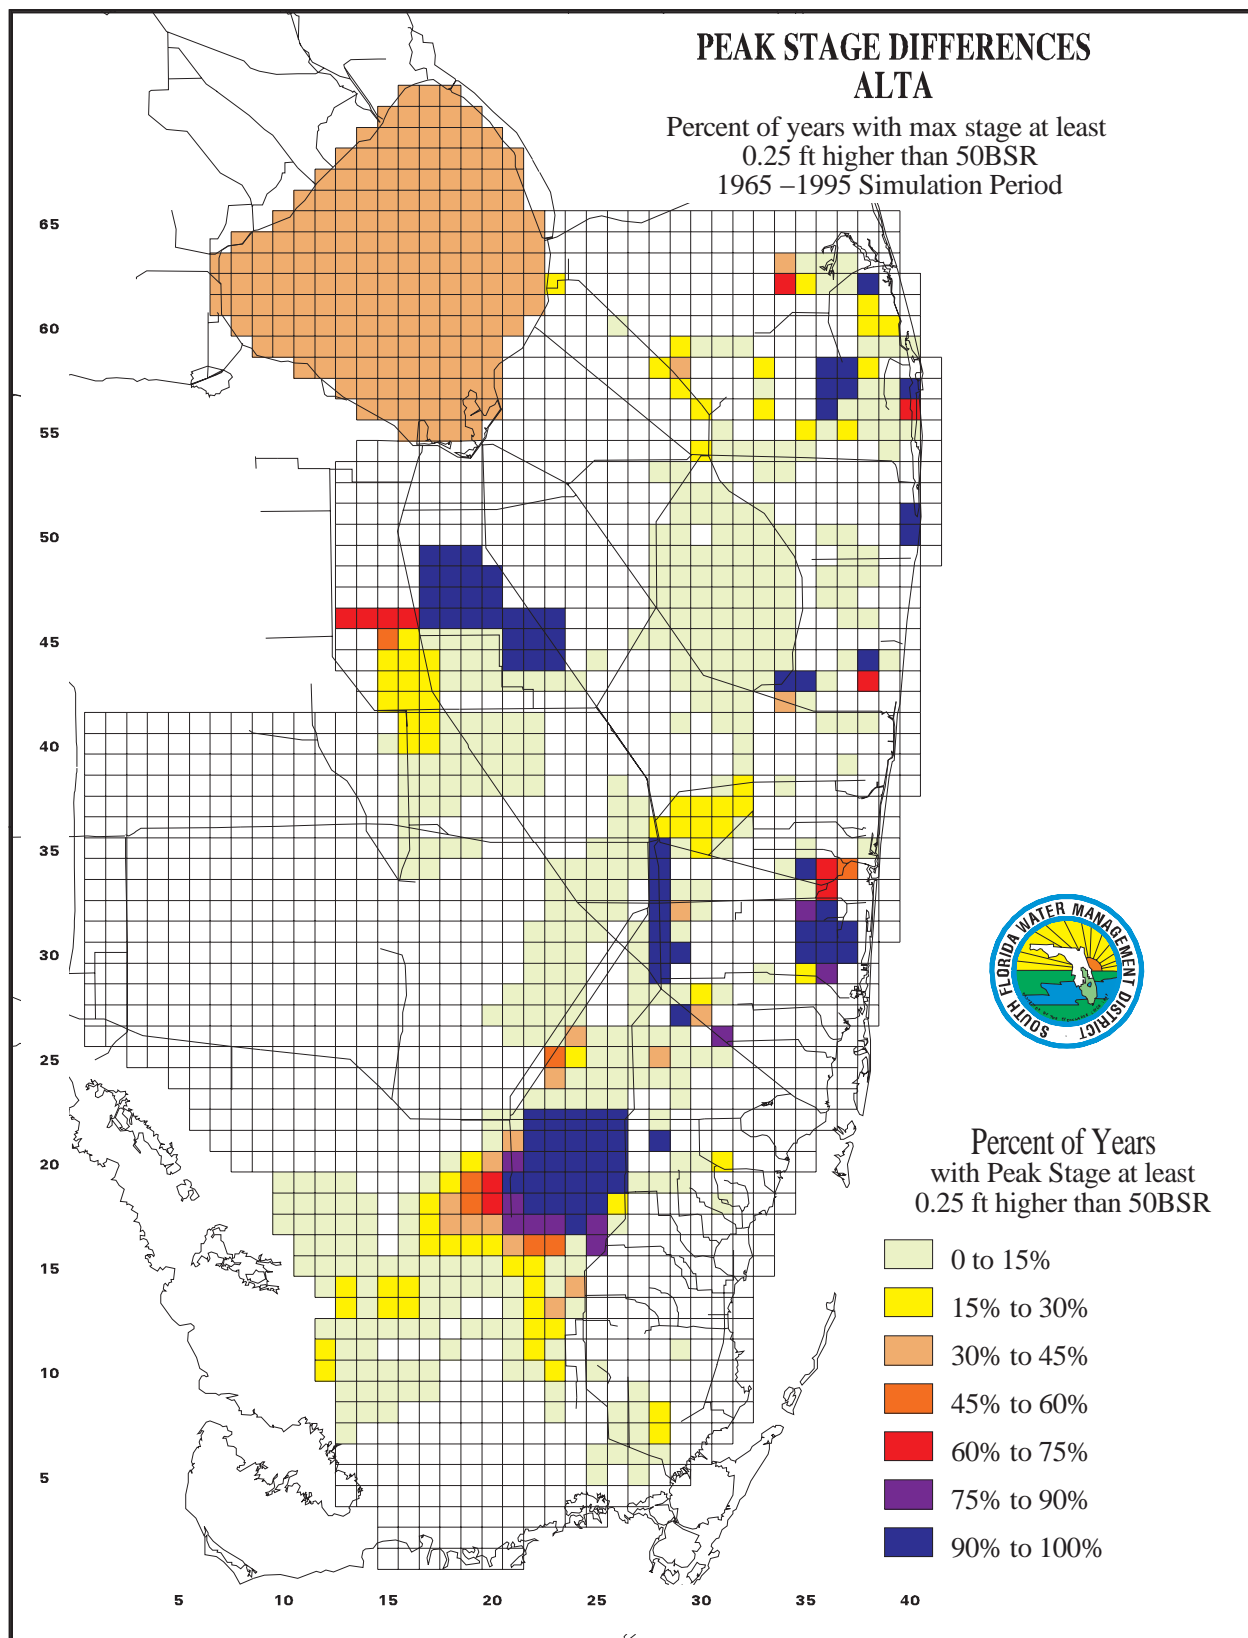 PEAK STAGE DIFFERENCES
ALTA
Percent of years with max stage at least
0.25 ft higher than 50BSR
1965 –1995 Simulation Period
65
60
55
50
45
40
35
30
25
20
15
10
5
5 10 15 20 25 30 35 40
SOUTH FLORIDA WATER MANAGEMENT DISTRICT
Percent of Years
with Peak Stage at least
0.25 ft higher than 50BSR
0 to 15%
15% to 30%
30% to 45%
45% to 60%
60% to 75%
75% to 90%
90% to 100%